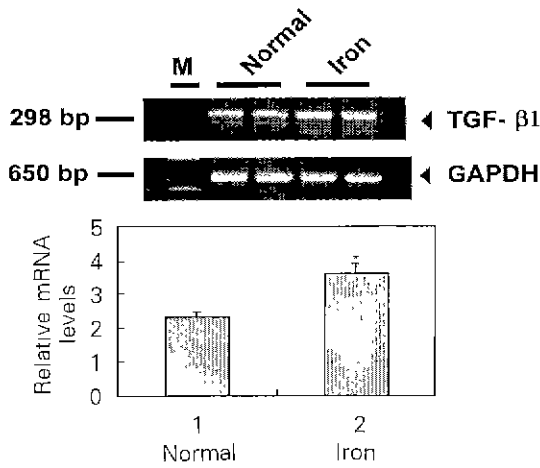 M Normal Iron
298 bp TGF- β1
650 bp GAPDH
5
4
3
2
1
0
Relative mRNA
levels
*
1 2
Normal Iron